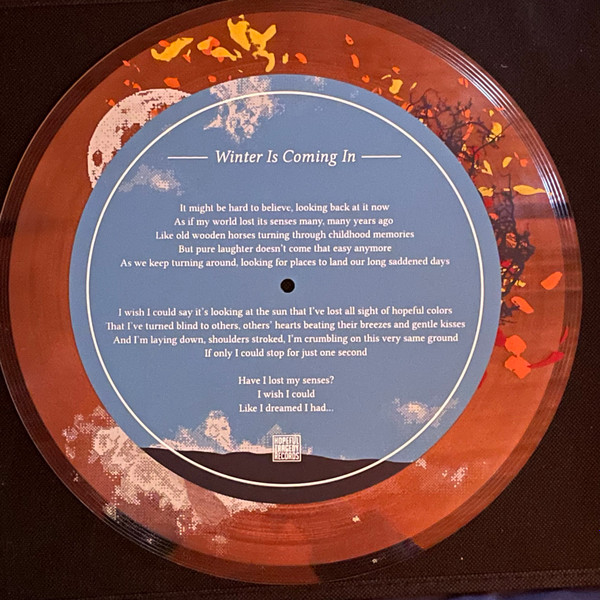 Winter Is Coming In
It might be hard to believe, looking back at it now
As if my world lost its senses many, many years ago
Like old wooden horses turning through childhood memories
But pure laughter doesn't come that easy anymore
As we keep turning around, looking for places to land our long saddened days
I wish I could say it's looking at the sun that I've lost all sight of hopeful colors
That I've turned blind to others, others' hearts beating their breezes and gentle kisses
And I'm laying down, shoulders stroked, I'm crumbling on this very same ground
If only I could stop for just one second
Have I lost my senses?
I wish I could
Like I dreamed I had...
HOPEFUL
TRAGEDY
RECORDS